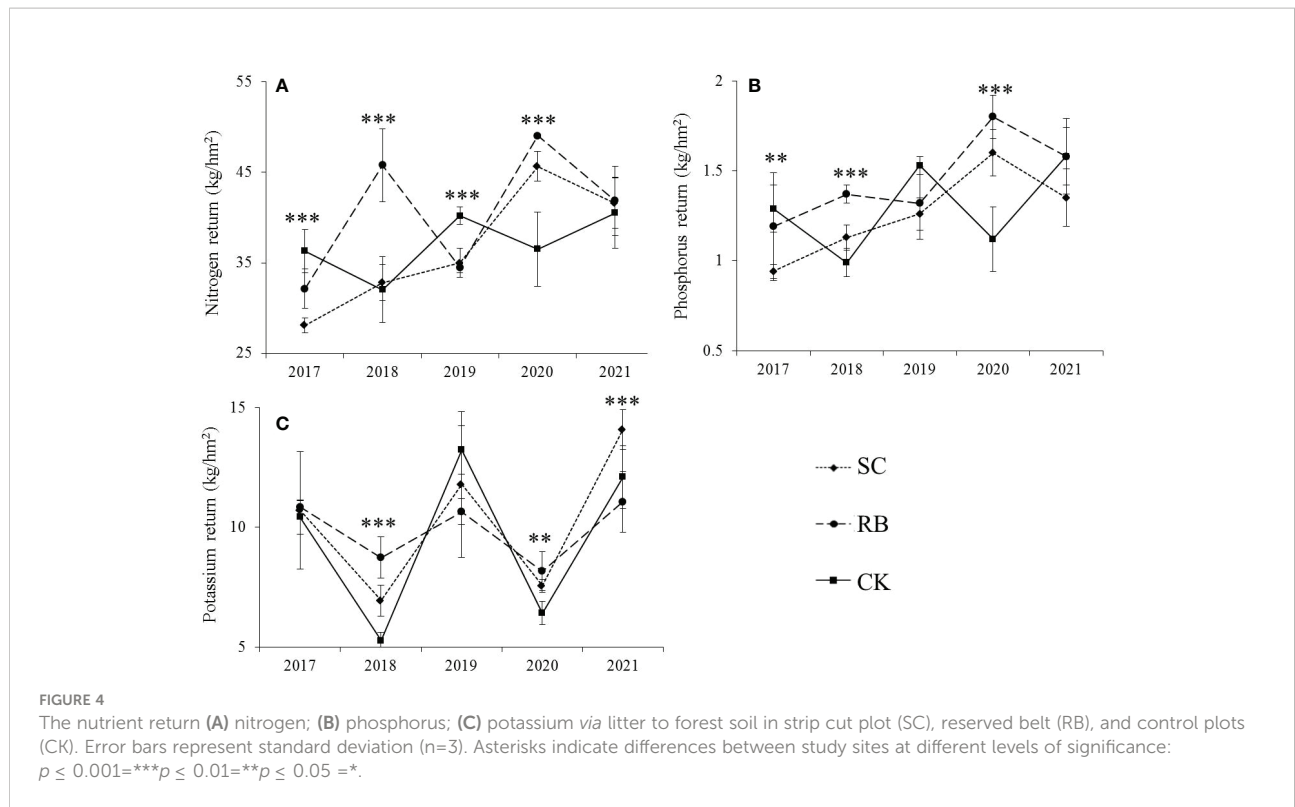 A
Nitrogen return (kg/hm²)
55
45
35
25
***
***
***
***
2017 2018 2019 2020 2021
B
Phosphorus return (kg/hm²)
2
1.5
1
0.5
**
***
***
2017 2018 2019 2020 2021
C
Potassium return (kg/hm²)
15
10
5
***
**
***
2017 2018 2019 2020 2021
SC
RB
CK
FIGURE 4
The nutrient return (A) nitrogen; (B) phosphorus; (C) potassium via litter to forest soil in strip cut plot (SC), reserved belt (RB), and control plots
(CK). Error bars represent standard deviation (n=3). Asterisks indicate differences between study sites at different levels of significance:
p ≤ 0.001=***p ≤ 0.01=**p ≤ 0.05 =*.